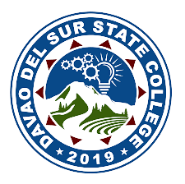 DAVAO DEL SUR STATE COLLEGE
2019